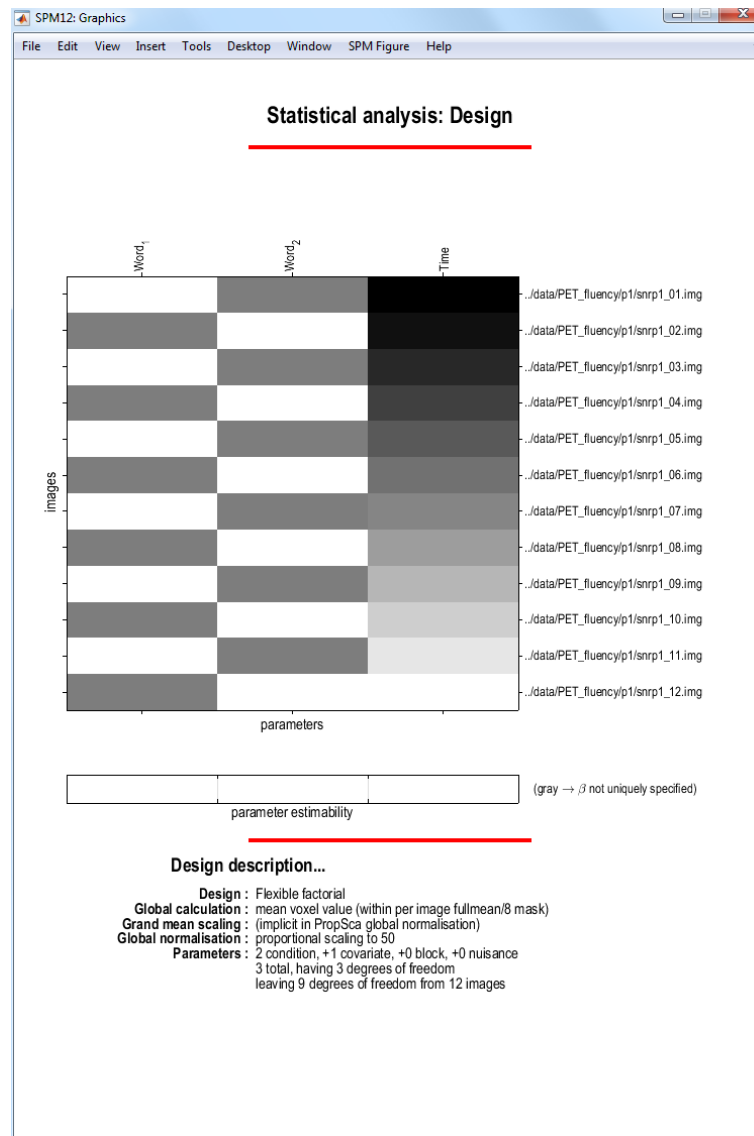 SPM12: Graphics
File Edit View Insert Tools Desktop Window SPM Figure Help
Statistical analysis: Design
Word1
Word2
Time
images
../data/PET_fluency/p1/snrp1_01.img
../data/PET_fluency/p1/snrp1_02.img
../data/PET_fluency/p1/snrp1_03.img
../data/PET_fluency/p1/snrp1_04.img
../data/PET_fluency/p1/snrp1_05.img
../data/PET_fluency/p1/snrp1_06.img
../data/PET_fluency/p1/snrp1_07.img
../data/PET_fluency/p1/snrp1_08.img
../data/PET_fluency/p1/snrp1_09.img
../data/PET_fluency/p1/snrp1_10.img
../data/PET_fluency/p1/snrp1_11.img
../data/PET_fluency/p1/snrp1_12.img
parameters
(gray → β not uniquely specified)
parameter estimability
Design description...
Design : Flexible factorial
Global calculation : mean voxel value (within per image fullmean/8 mask)
Grand mean scaling : (implicit in PropSca global normalisation)
Global normalisation : proportional scaling to 50
Parameters : 2 condition, +1 covariate, +0 block, +0 nuisance
3 total, having 3 degrees of freedom
leaving 9 degrees of freedom from 12 images